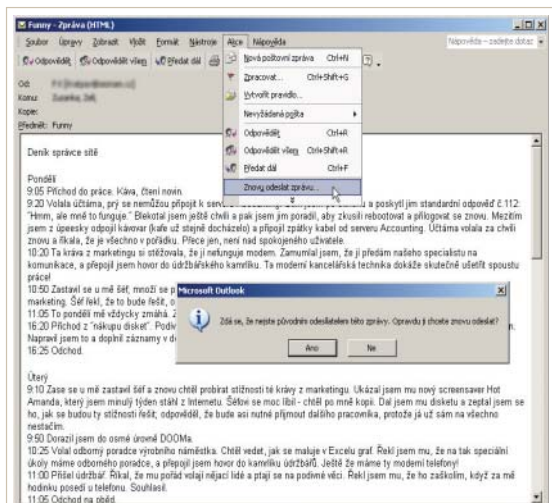 Funny - Zpráva (HTML)
Soubor Úpravy Zobrazit Vložit Formát Nástroje Akce Nápověda
Nápověda – zadejte dotaz
Odpovědět Odpovědět všem Předat dál
Nová poštovní zpráva Ctrl+N
Zpracovat... Ctrl+Shift+G
Vytvořit pravidlo...
Nevyžádaná pošta
Odpovědět Ctrl+R
Odpovědět všem Ctrl+Shift+R
Předat dál Ctrl+F
Znovu odeslat zprávu...
Od:
Komu:
Kopie:
Předmět: Funny
Deník správce sítě
Pondělí
9:05 Příchod do práce. Káva, čtení novin.
9:20 Volala účtárna, prý se nemůžou připojit k a poskytl jim standardní odpověď č.112:
"Hmm, ale mně to funguje." Blekotal jsem ještě chvíli a pak jsem jim poradil, aby zkusili rebootovat a přilogovat se znovu. Mezitím
jsem z úpeesky odpojil kávovar (kafe už stejně docházelo) a připojil zpátky kabel od serveru Accounting. Účtárna volala za chvíli
znovu a říkala, že je všechno v pořádku. Přece jen, není nad spokojeného uživatele.
10:20 Ta kráva z marketingu si stěžovala, že jí nefunguje modem. Zamumlal jsem, že ji předám našeho specialistu na
komunikace, a přepojil jsem hovor do údržbářského kamrlíku. Ta moderní kancelářská technika dokáže skutečně ušetřit spoustu
práce!
10:50 Zastavil se u mě šéf, množí se
marketing. Šéf řekl, že to bude řešit,
11:05 To pondělí mě vždycky zmáhá.
16:20 Příchod z "nákupu disket".
Napravil jsem to a doplnil záznamy v
16:25 Odchod.
Microsoft Outlook
Zdá se, že nejste původním odesílatelem této zprávy. Opravdu ji chcete znovu odeslat?
Ano Ne
Úterý
9:10 Zase se u mě zastavil šéf a znovu chtěl probírat stížnosti té krávy z marketingu. Ukázal jsem mu nový screensaver Hot
Amanda, který jsem minulý týden stáhl z Internetu. Šéfovi se moc líbil - chtěl po mně kopii. Dal jsem mu disketu a zeptal jsem se
ho, jak se budou ty stížnosti řešit; odpověděl, že bude asi nutné přijmout dalšího pracovníka, protože já už sám na všechno
nestačím.
9:50 Dorazil jsem do osmé úrovně DOOMa.
10:25 Volal odborný poradce výrobního náměstka. Chtěl vedet, jak se maluje v Excelu graf. Řekl jsem mu, že na tak speciální
úkoly máme odborného poradce, a přepojil jsem hovor do kamrlíku údržbářů. Ještě že máme ty moderní telefony!
11:00 Přišel údržbář. Říkal, že mu pořád volají nějací lidé a ptají se na podivné věci. Řekl jsem mu, že ho zaškolím, když za mě
hodinku posedí u telefonu. Souhlasil.
11:05 Odchod na oběd.